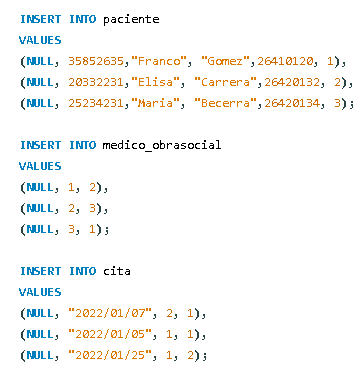 INSERT INTO paciente
VALUES
(NULL, 35852635,"Franco", "Gomez",26410120, 1),
(NULL, 20332231,"Elisa", "Carrera",26420132, 2),
(NULL, 25234231,"Maria", "Becerra",26420134, 3);
INSERT INTO medico_obrasocial
VALUES
(NULL, 1, 2),
(NULL, 2, 3),
(NULL, 3, 1);
INSERT INTO cita
VALUES
(NULL, "2022/01/07", 2, 1),
(NULL, "2022/01/05", 1, 1),
(NULL, "2022/01/25", 1, 2);